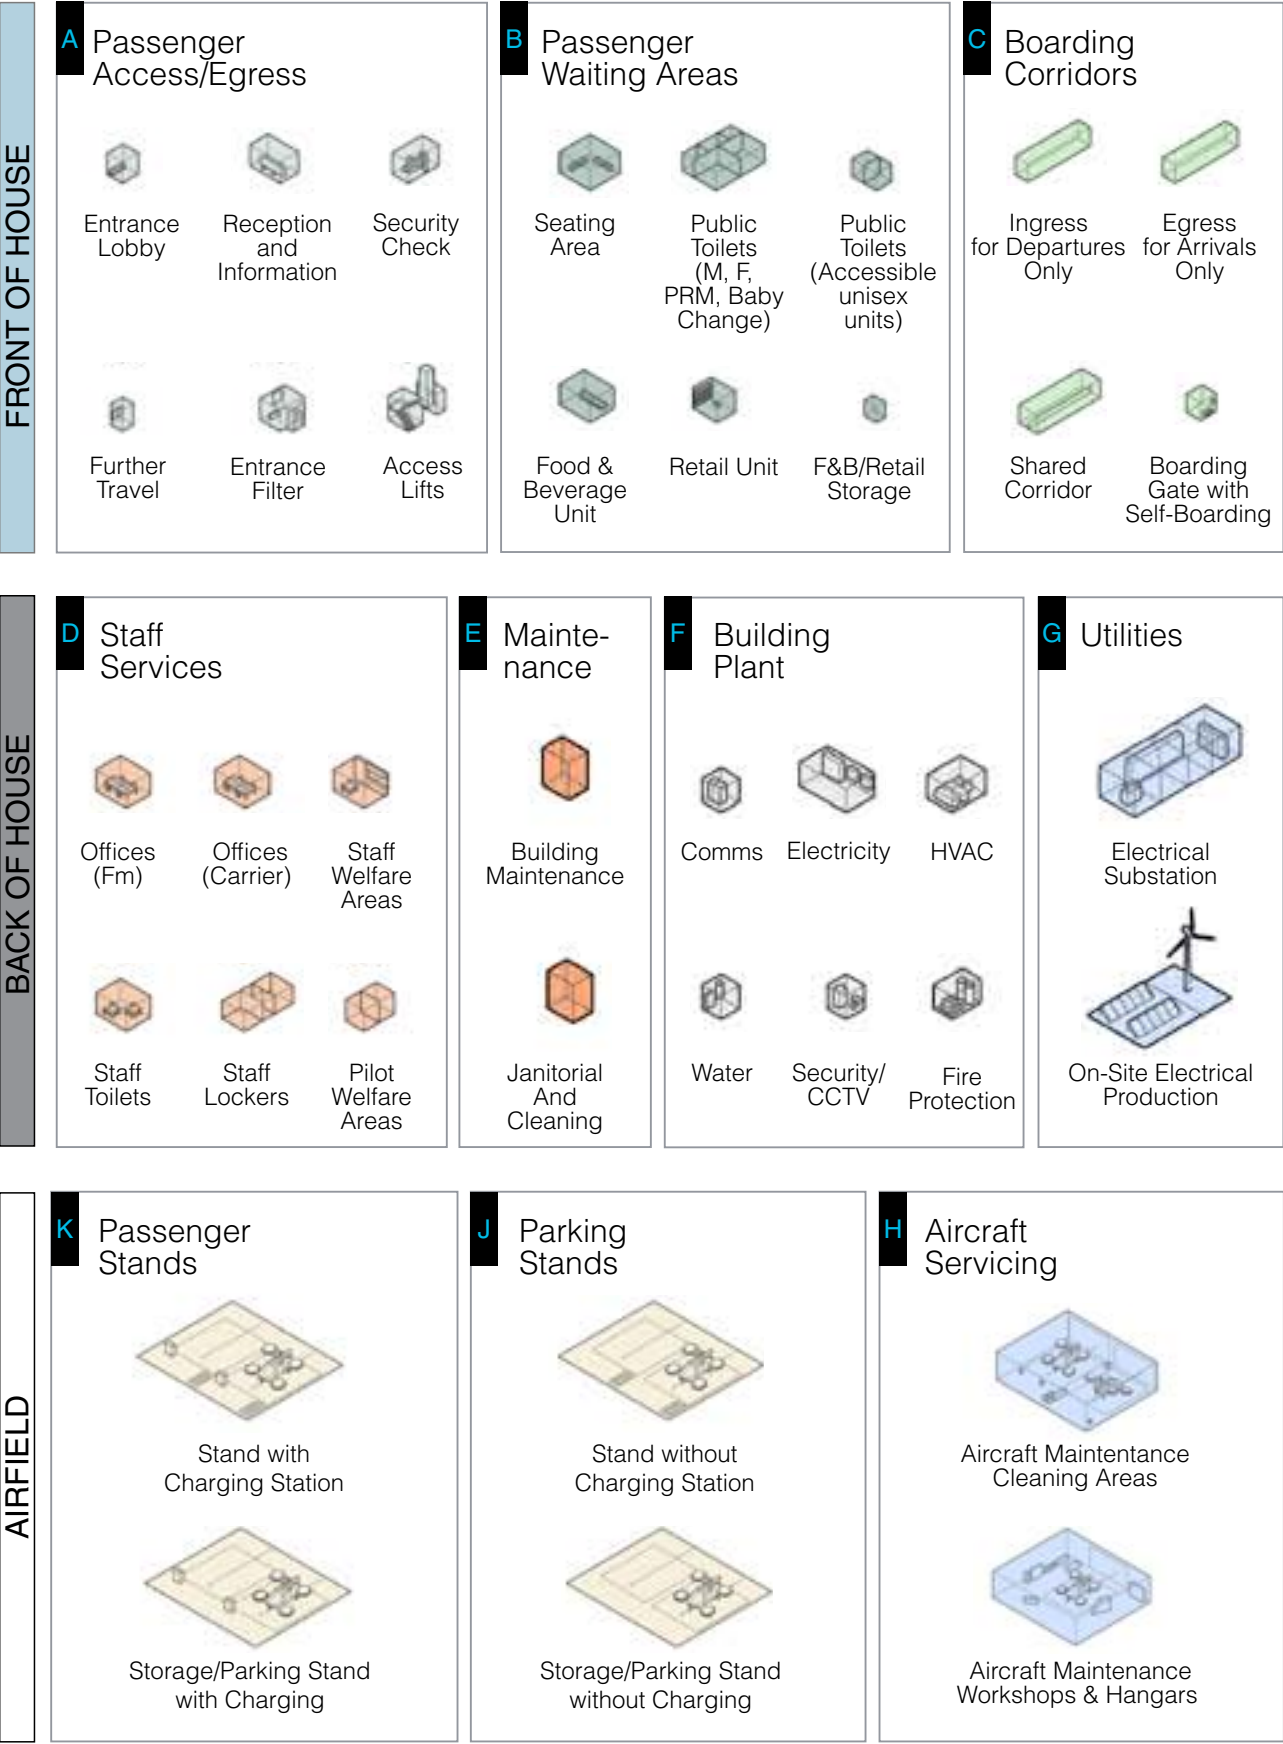 FRONT OF HOUSE
A Passenger
Access/Egress
Entrance
Lobby
Reception
and
Information
Security
Check
Further
Travel
Entrance
Filter
Access
Lifts
B Passenger
Waiting Areas
Seating
Area
Public
Toilets
(M, F,
PRM, Baby
Change)
Public
Toilets
(Accessible
unisex
units)
Food &
Beverage
Unit
Retail Unit
F&B/Retail
Storage
C Boarding
Corridors
Ingress
for Departures
Only
Egress
for Arrivals
Only
Shared
Corridor
Boarding
Gate with
Self-Boarding
BACK OF HOUSE
D Staff
Services
Offices
(Fm)
Offices
(Carrier)
Staff
Welfare
Areas
Staff
Toilets
Staff
Lockers
Pilot
Welfare
Areas
E Mainte-
nance
Building
Maintenance
Janitorial
And
Cleaning
F Building
Plant
Comms
Electricity
HVAC
Water
Security/
CCTV
Fire
Protection
G Utilities
Electrical
Substation
On-Site Electrical
Production
AIRFIELD
K Passenger
Stands
Stand with
Charging Station
Storage/Parking Stand
with Charging
J Parking
Stands
Stand without
Charging Station
Storage/Parking Stand
without Charging
H Aircraft
Servicing
Aircraft Maintentance
Cleaning Areas
Aircraft Maintenance
Workshops & Hangars